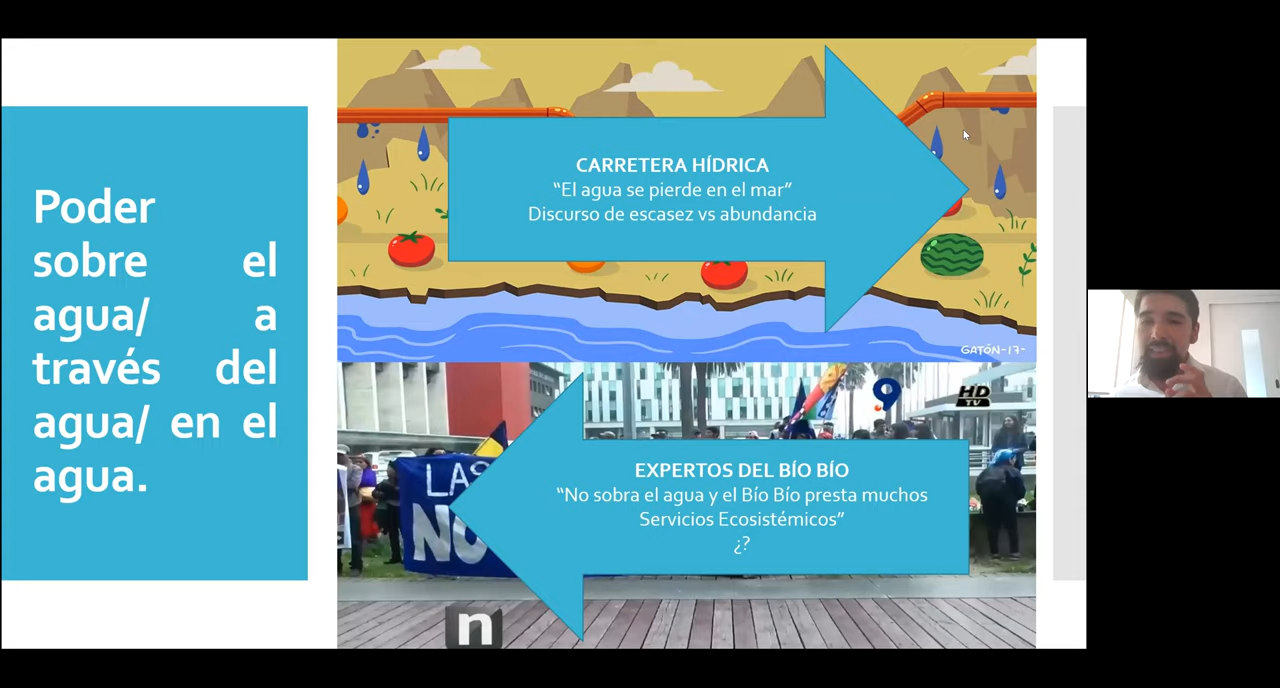 Poder
sobre el
agua/ a
través del
agua/ en el
agua.
CARRETERA HÍDRICA
“El agua se pierde en el mar”
Discurso de escasez vs abundancia
GATÓN-17-
9
HD
TV
LAS
NO
EXPERTOS DEL BÍO BÍO
“No sobra el agua y el Bío Bío presta muchos
Servicios Ecosistémicos”
¿?
n